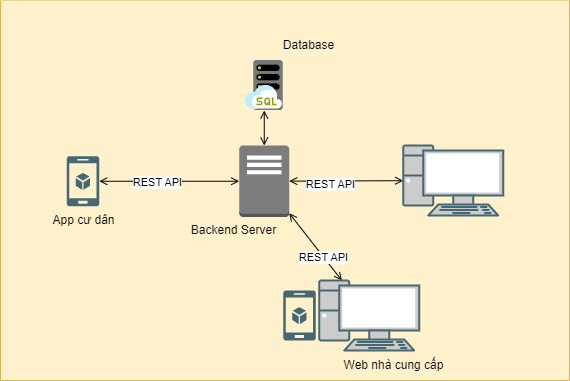 Database
SQL
REST API
REST API
App cư dân
Backend Server
REST API
Web nhà cung cấp